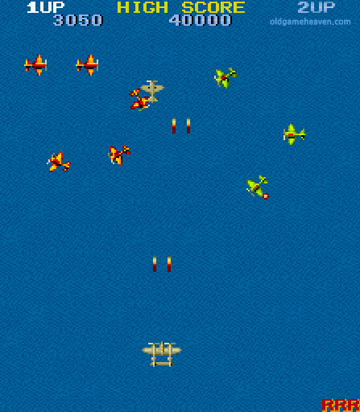 1UP HIGH SCORE 2UP
3050 40000
oldgameheaven.com
RRR